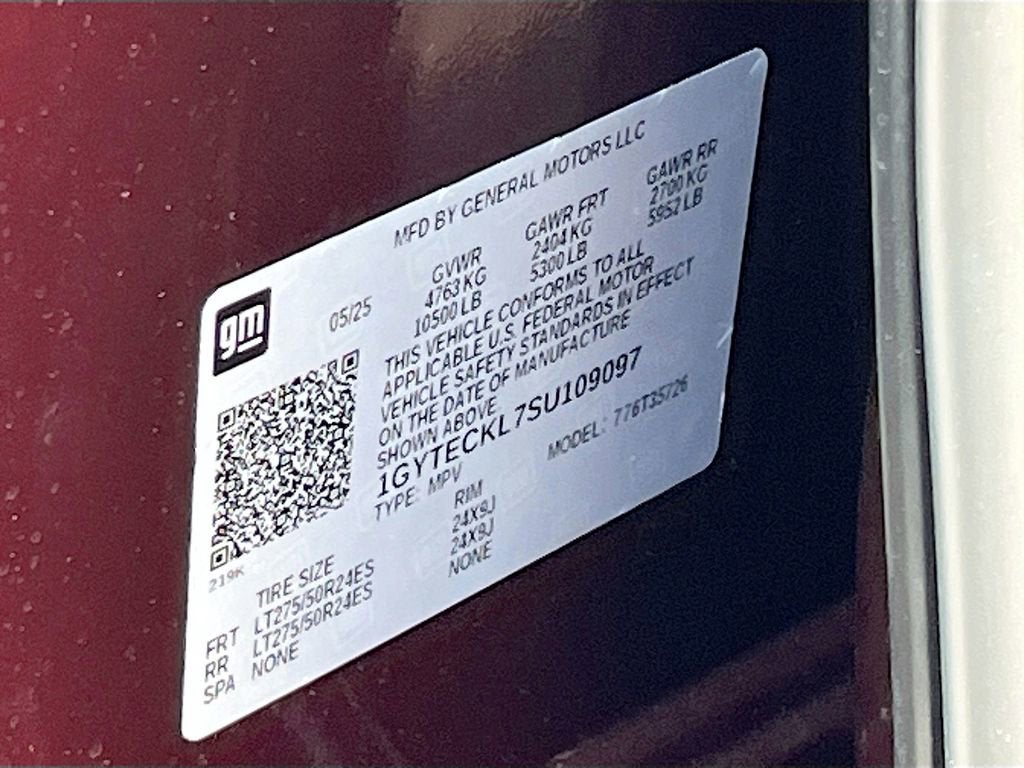 MFD BY GENERAL MOTORS LLC
gm
05/25
GVWR GAWR FRT GAWR RR
4763 KG 2404 KG 2700 KG
10500 LB 5300 LB 5952 LB
THIS VEHICLE CONFORMS TO ALL
APPLICABLE U.S. FEDERAL MOTOR
VEHICLE SAFETY STANDARDS IN EFFECT
ON THE DATE OF MANUFACTURE
SHOWN ABOVE
1GYTECKL7SU109097
TYPE: MPV MODEL: 776T35726
219K
TIRE SIZE RIM
FRT LT275/50R24ES 24X9J
RR LT275/50R24ES 24X9J
SPA NONE NONE